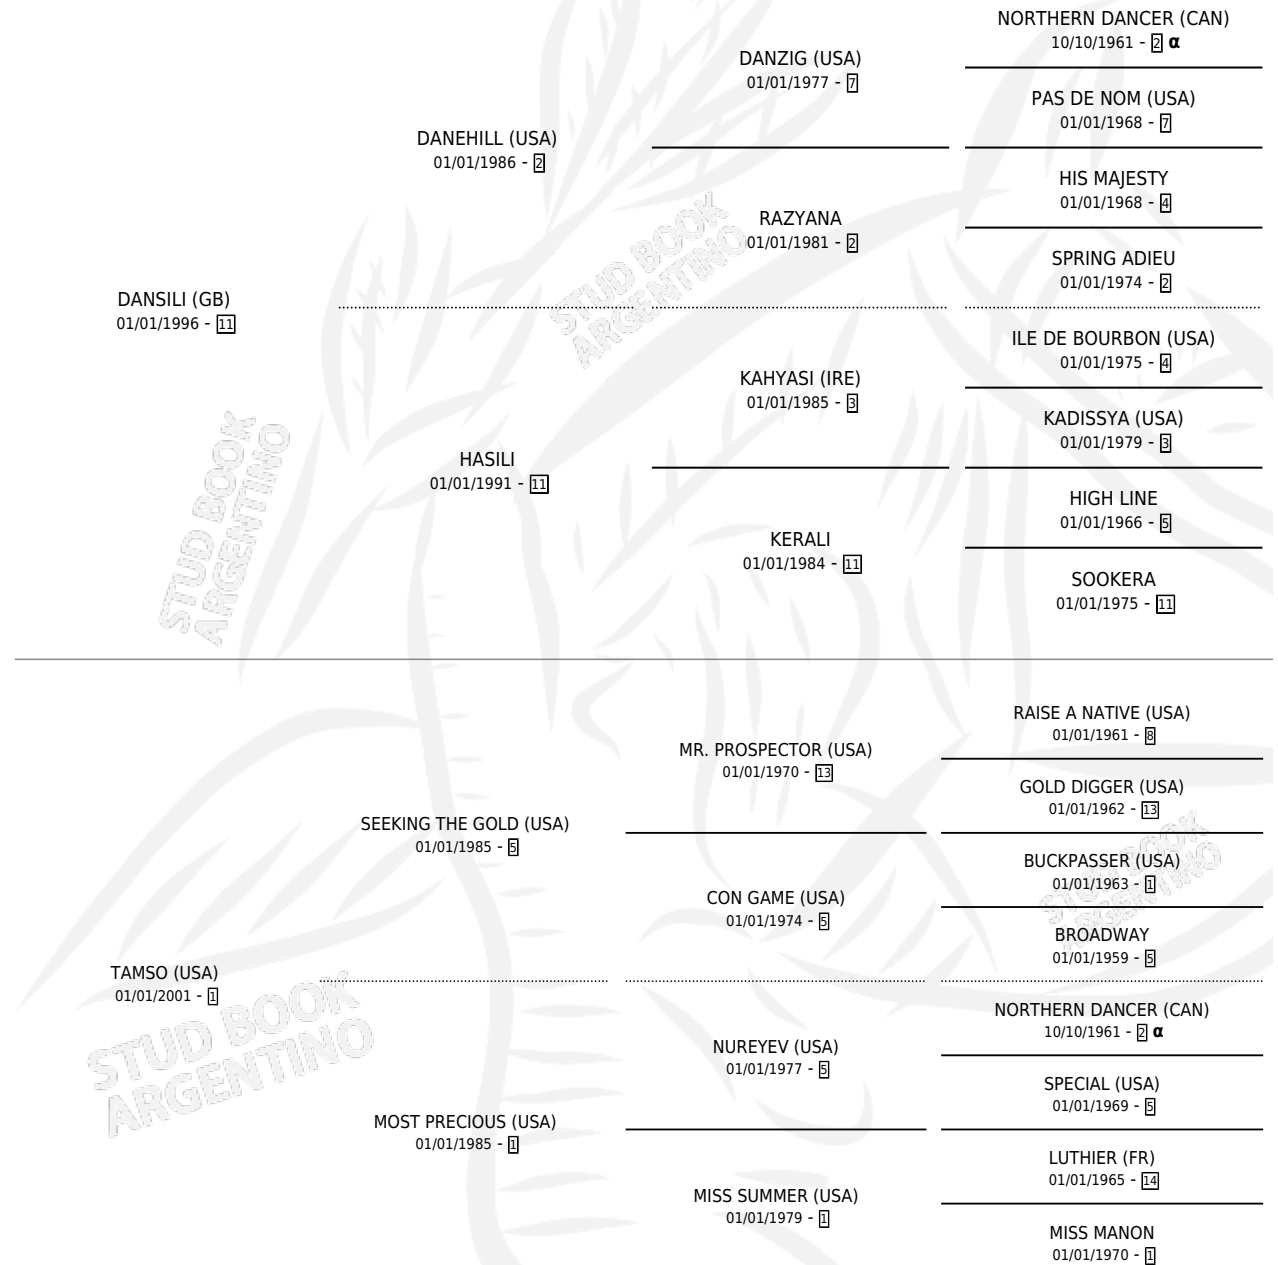 NORTHERN DANCER (CAN)
10/10/1961 - 2 α
DANZIG (USA)
01/01/1977 - 7
PAS DE NOM (USA)
01/01/1968 - 7
DANEHILL (USA)
01/01/1986 - 2
HIS MAJESTY
01/01/1968 - 4
RAZYANA
01/01/1981 - 2
SPRING ADIEU
01/01/1974 - 2
STUD BOOK
ARGENTINO
DANSILI (GB)
01/01/1996 - 11
ILE DE BOURBON (USA)
01/01/1975 - 4
KAHYASI (IRE)
01/01/1985 - 3
KADISSYA (USA)
01/01/1979 - 3
HASILI
01/01/1991 - 11
HIGH LINE
01/01/1966 - 5
KERALI
01/01/1984 - 11
SOOKERA
01/01/1975 - 11
STUD BOOK
ARGENTINO
RAISE A NATIVE (USA)
01/01/1961 - 8
MR. PROSPECTOR (USA)
01/01/1970 - 13
GOLD DIGGER (USA)
01/01/1962 - 13
SEEKING THE GOLD (USA)
01/01/1985 - 5
BUCKPASSER (USA)
01/01/1963 - 1
CON GAME (USA)
01/01/1974 - 5
BROADWAY
01/01/1959 - 5
STUD BOOK
ARGENTINO
TAMSO (USA)
01/01/2001 - 1
NORTHERN DANCER (CAN)
10/10/1961 - 2 α
NUREYEV (USA)
01/01/1977 - 5
SPECIAL (USA)
01/01/1969 - 5
MOST PRECIOUS (USA)
01/01/1985 - 1
LUTHIER (FR)
01/01/1965 - 14
MISS SUMMER (USA)
01/01/1979 - 1
MISS MANON
01/01/1970 - 1
STUD BOOK
ARGENTINO